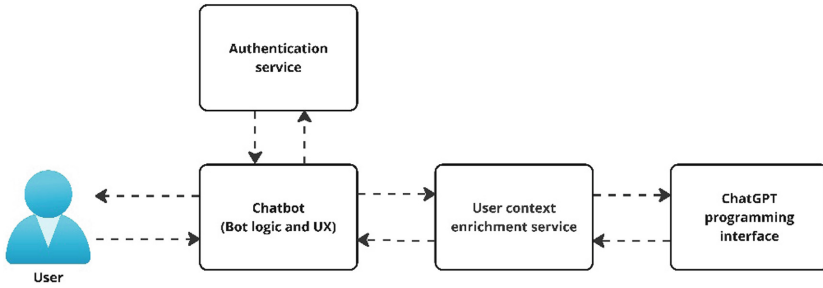 Authentication
service
Chatbot
(Bot logic and UX)
User context
enrichment service
ChatGPT
programming
interface
User